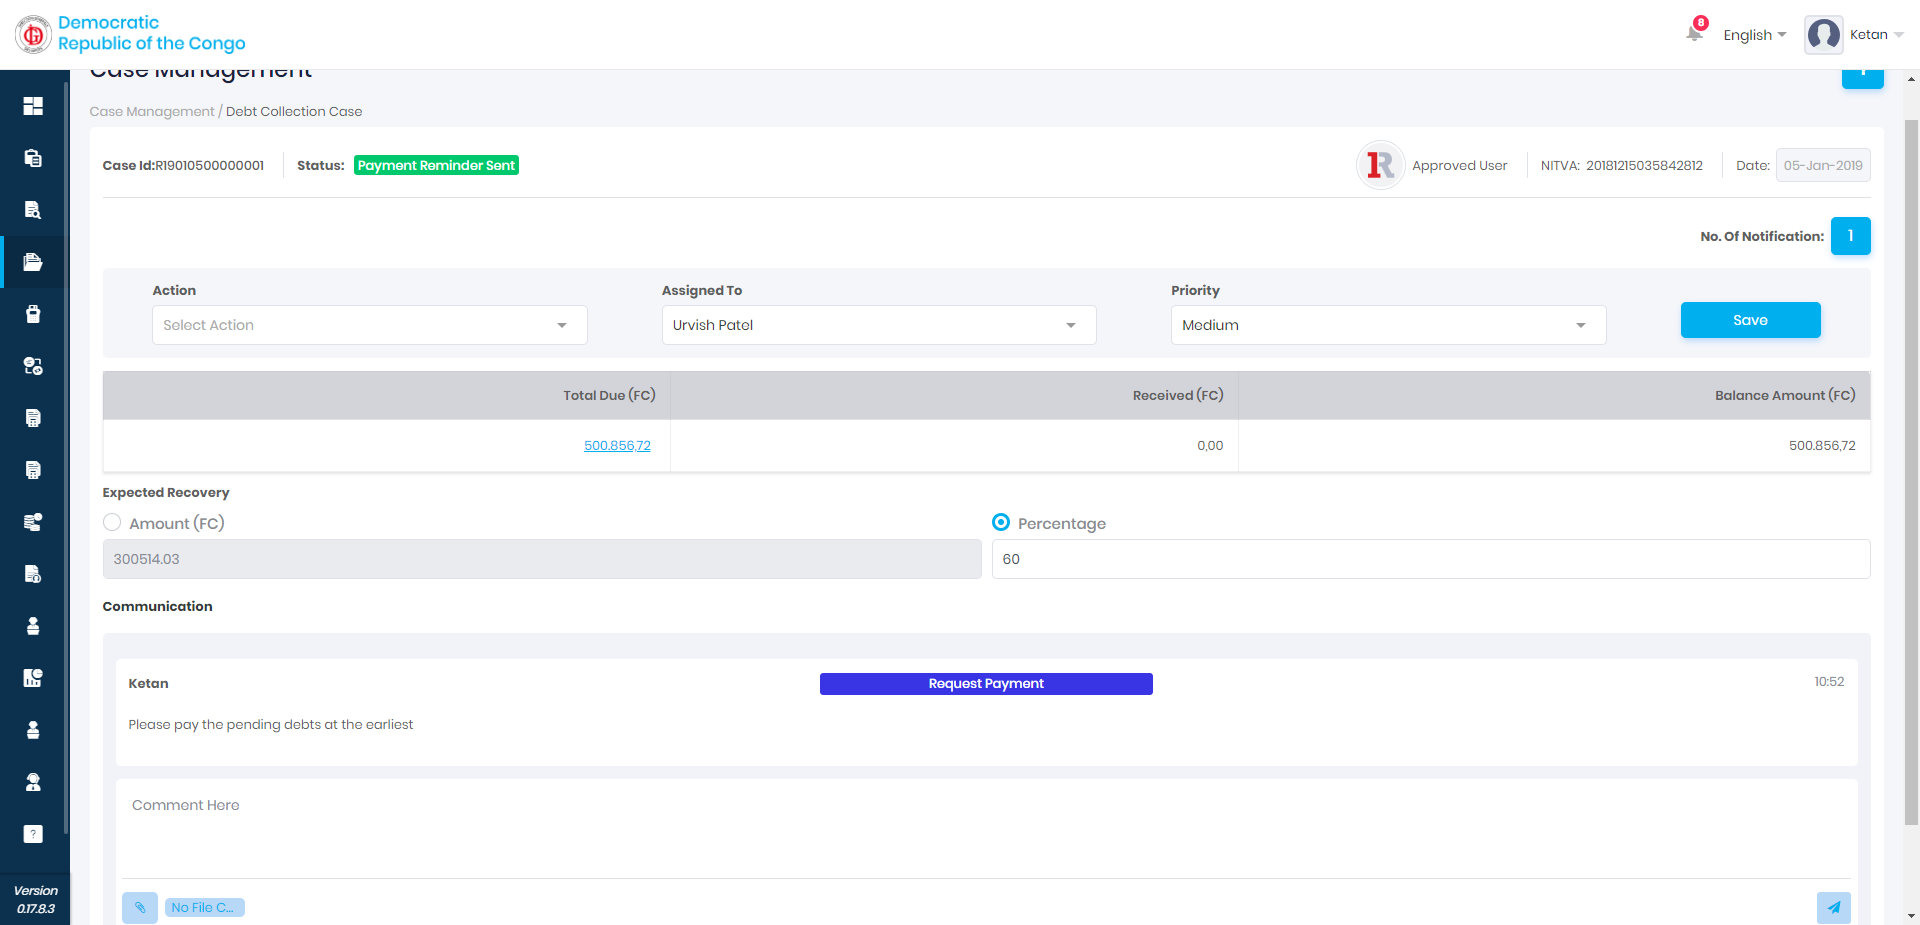 Democratic
Republic of the Congo
8
English
Ketan
Case Management
Case Management / Debt Collection Case
Case Id:R19010500000001
Status: Payment Reminder Sent
1R
Approved User
NITVA: 20181215035842812
Date: 05-Jan-2019
No. Of Notification: 1
Action
Assigned To
Priority
Select Action
Urvish Patel
Medium
Save
Total Due (FC)
Received (FC)
Balance Amount (FC)
500.856,72
0,00
500.856,72
Expected Recovery
Amount (FC)
Percentage
300514.03
60
Communication
Ketan
Request Payment
10:52
Please pay the pending debts at the earliest
Comment Here
No File C...
?
Version
0.17.8.3